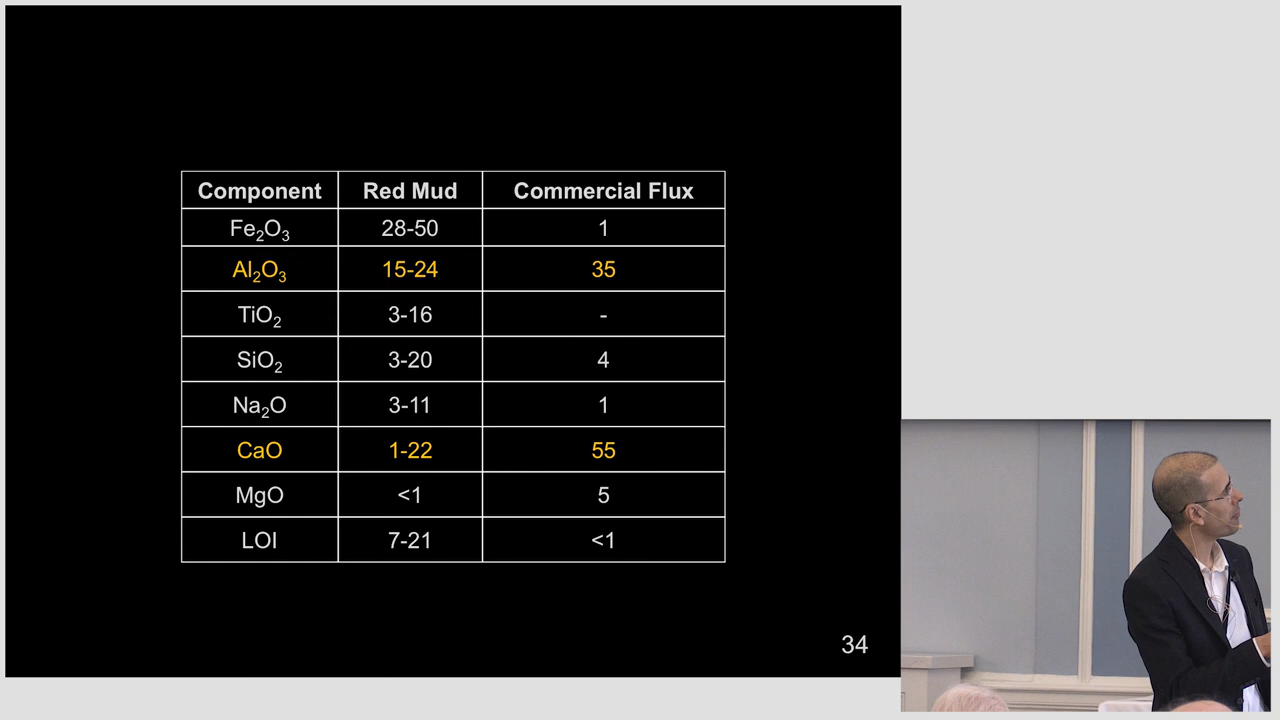 Component Red Mud Commercial Flux
Fe₂O₃ 28-50 1
Al₂O₃ 15-24 35
TiO₂ 3-16 -
SiO₂ 3-20 4
Na₂O 3-11 1
CaO 1-22 55
MgO <1 5
LOI 7-21 <1
34